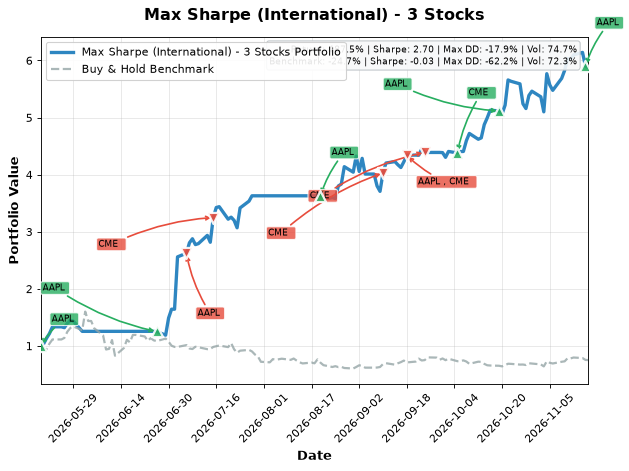 Max Sharpe (International) - 3 Stocks
Max Sharpe (International) - 3 Stocks Portfolio
Buy & Hold Benchmark
.5% | Sharpe: 2.70 | Max DD: -17.9% | Vol: 74.7%
Benchmark: -24.7% | Sharpe: -0.03 | Max DD: -62.2% | Vol: 72.3%
AAPL
AAPL
CME
AAPL
CME
AAPL , CME
CME
CME
AAPL
AAPL
AAPL
Portfolio Value
6
5
4
3
2
1
2026-05-29
2026-06-14
2026-06-30
2026-07-16
2026-08-01
2026-08-17
2026-09-02
2026-09-18
2026-10-04
2026-10-20
2026-11-05
Date